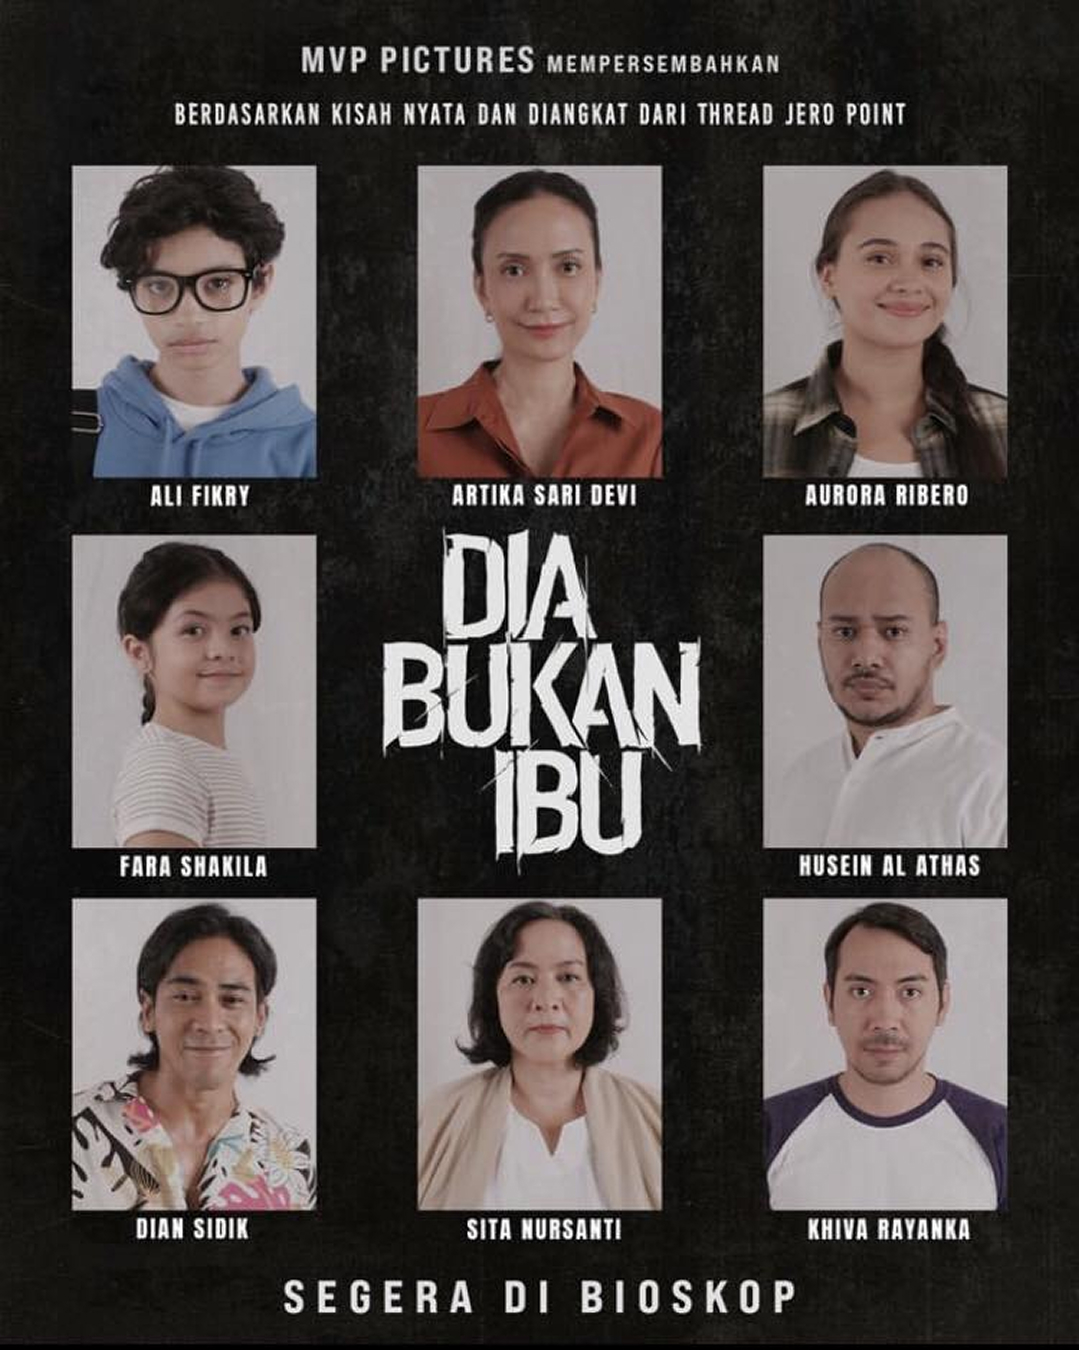 MVP PICTURES MEMPERSEMBAHKAN
BERDASARKAN KISAH NYATA DAN DIANGKAT DARI THREAD JERO POINT
ALI FIKRY
ARTIKA SARI DEVI
AURORA RIBERO
DIA
BUKAN
IBU
FARA SHAKILA
HUSEIN AL ATHAS
DIAN SIDIK
SITA NURSANTI
KHIVA RAYANKA
SEGERA DI BIOSKOP